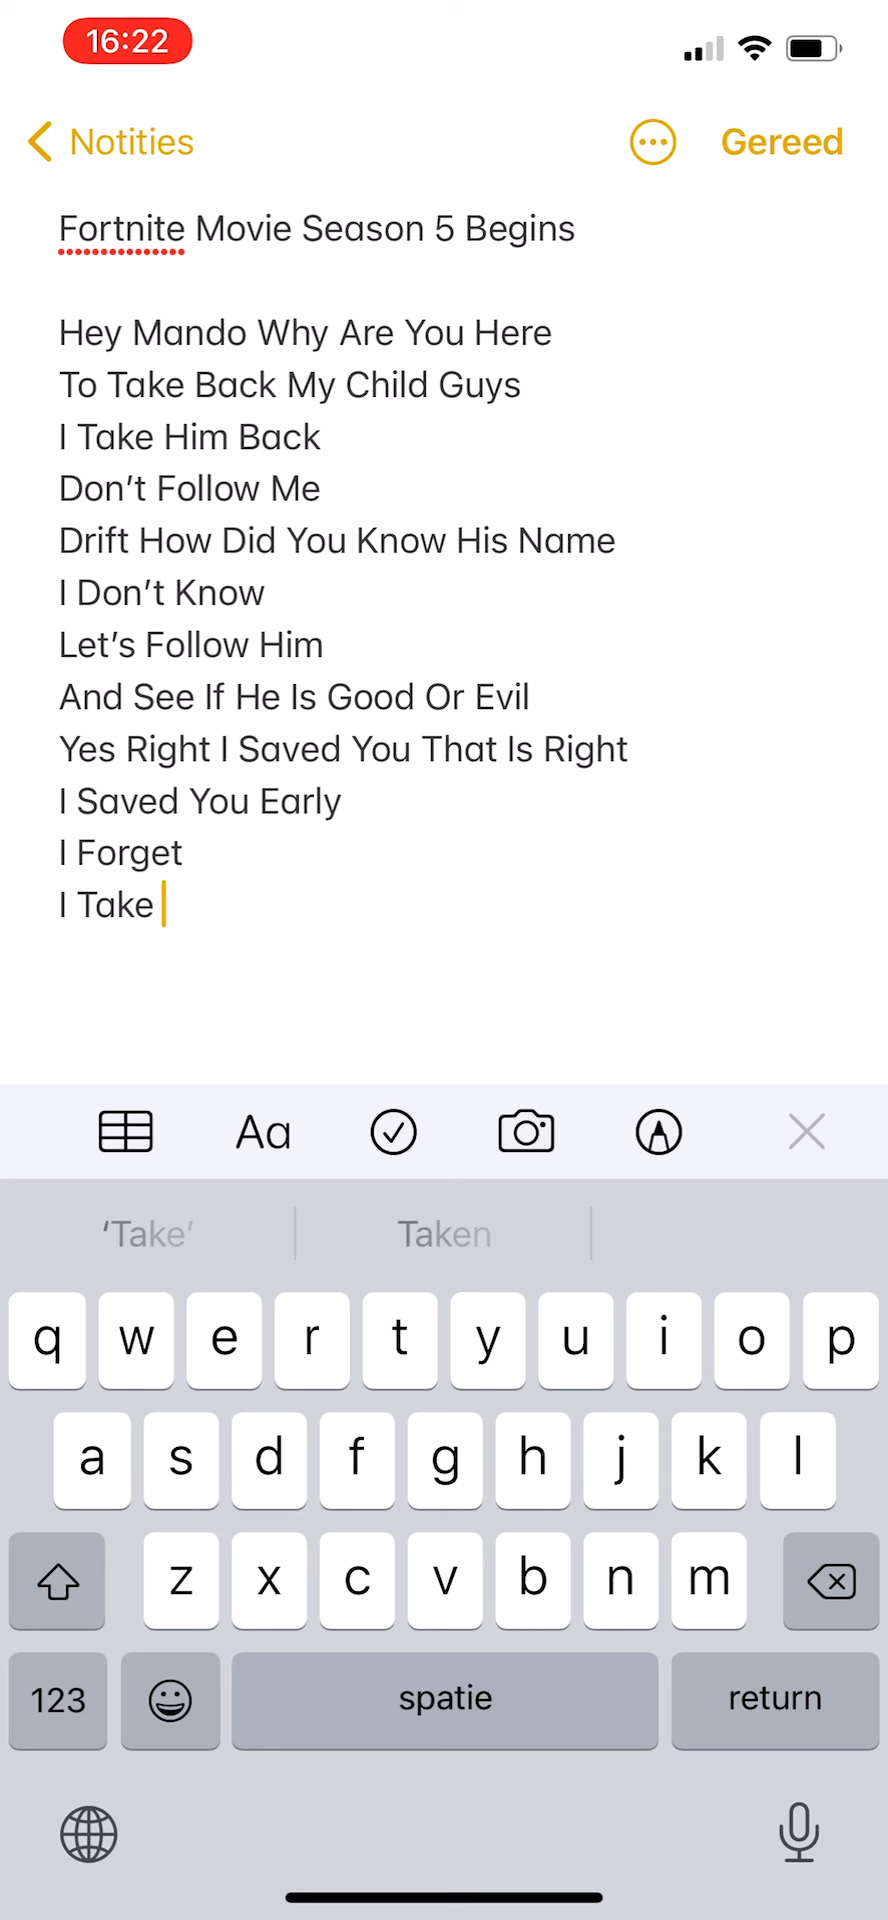 16:22
Notities
Gereed
Fortnite Movie Season 5 Begins
Hey Mando Why Are You Here
To Take Back My Child Guys
I Take Him Back
Don’t Follow Me
Drift How Did You Know His Name
I Don’t Know
Let’s Follow Him
And See If He Is Good Or Evil
Yes Right I Saved You That Is Right
I Saved You Early
I Forget
I Take
Aa
‘Take’ Taken
q w e r t y u i o p
a s d f g h j k l
z x c v b n m
123 spatie return